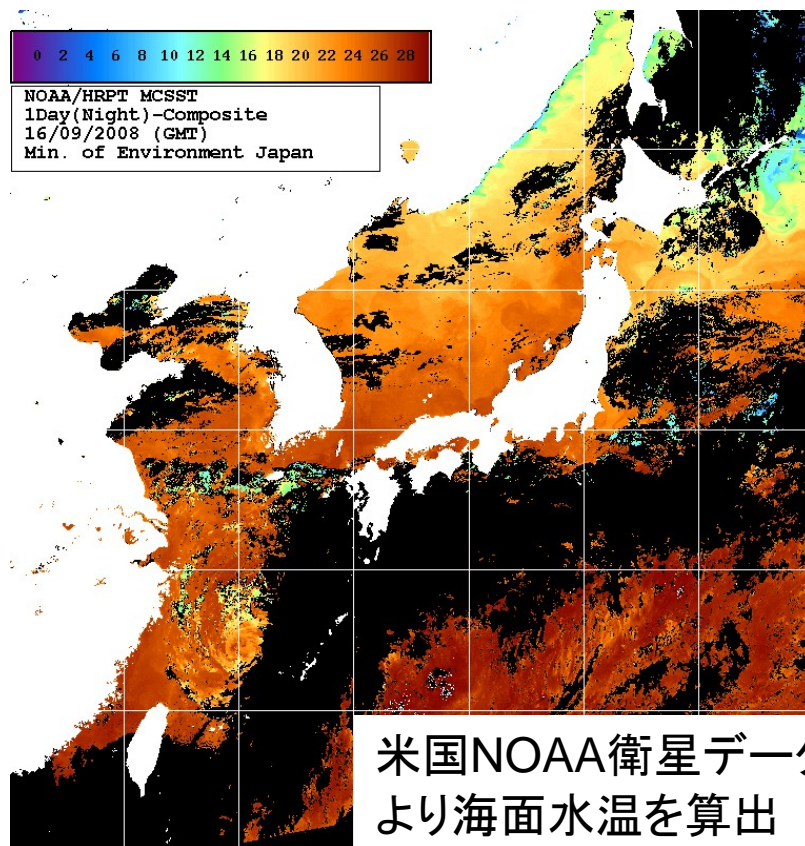 0 2 4 6 8 10 12 14 16 18 20 22 24 26 28
NOAA/HRPT MCSST
1Day(Night)-Composite
16/09/2008 (GMT)
Min. of Environment Japan
米国NOAA衛星データ
より海面水温を算出